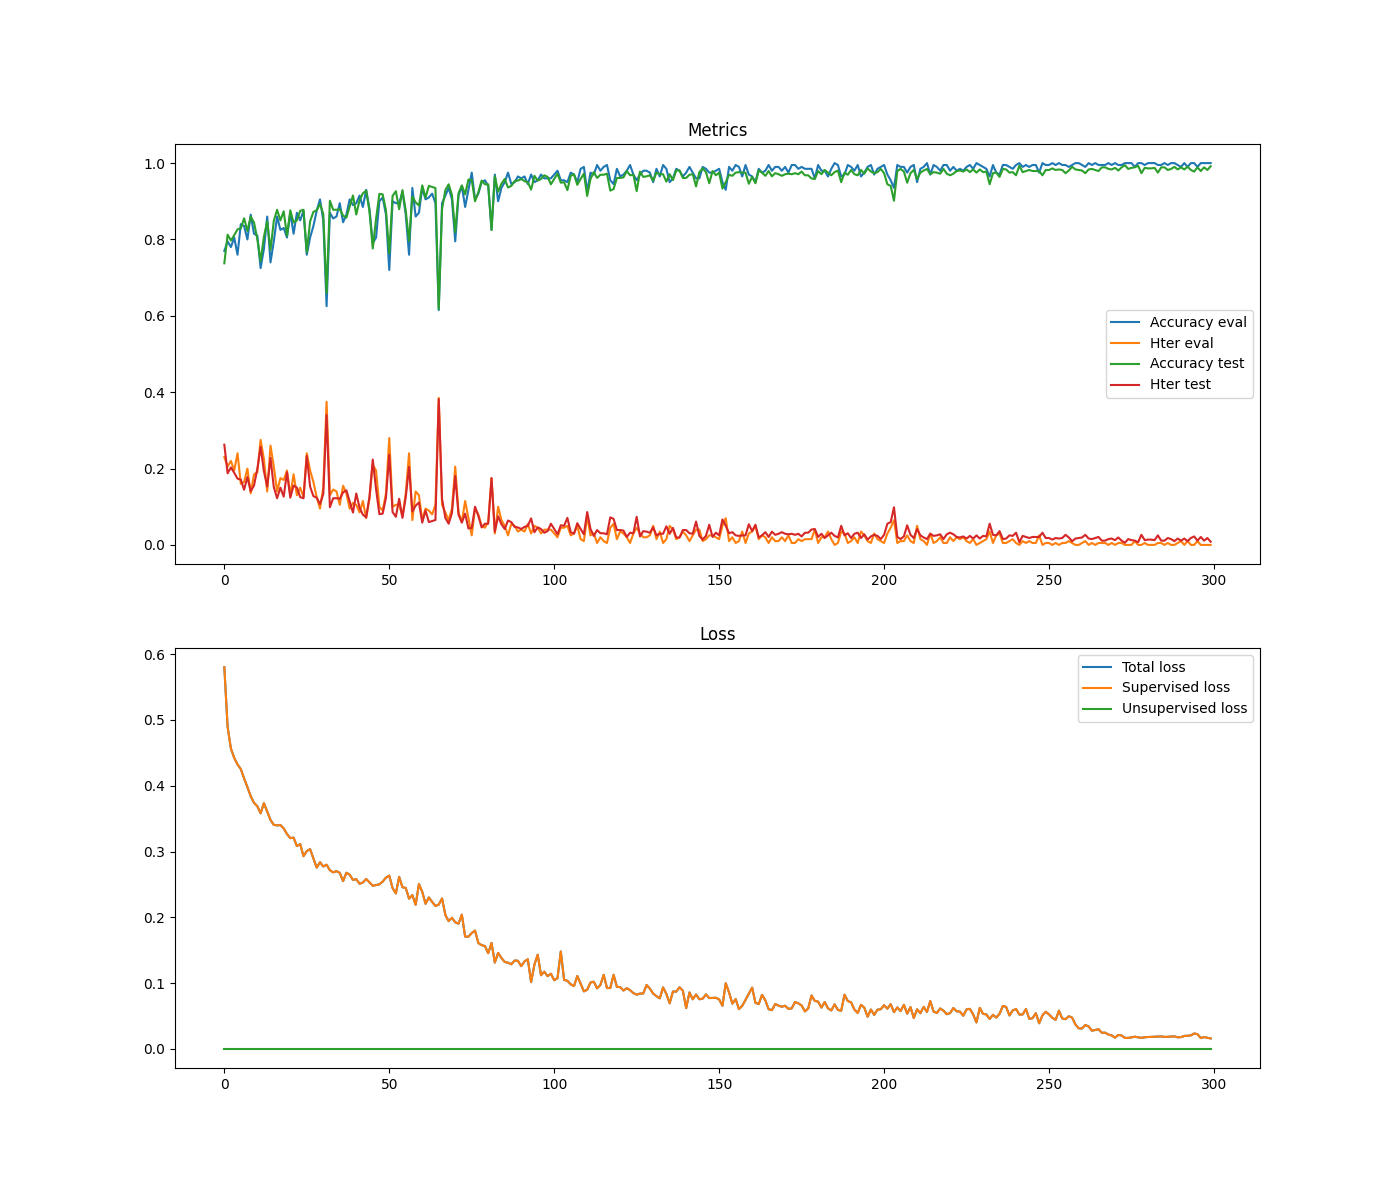 Metrics
1.0
0.8
0.6
0.4
0.2
0.0
Accuracy eval
Hter eval
Accuracy test
Hter test
0 50 100 150 200 250 300
Loss
0.6
0.5
0.4
0.3
0.2
0.1
0.0
Total loss
Supervised loss
Unsupervised loss
0 50 100 150 200 250 300